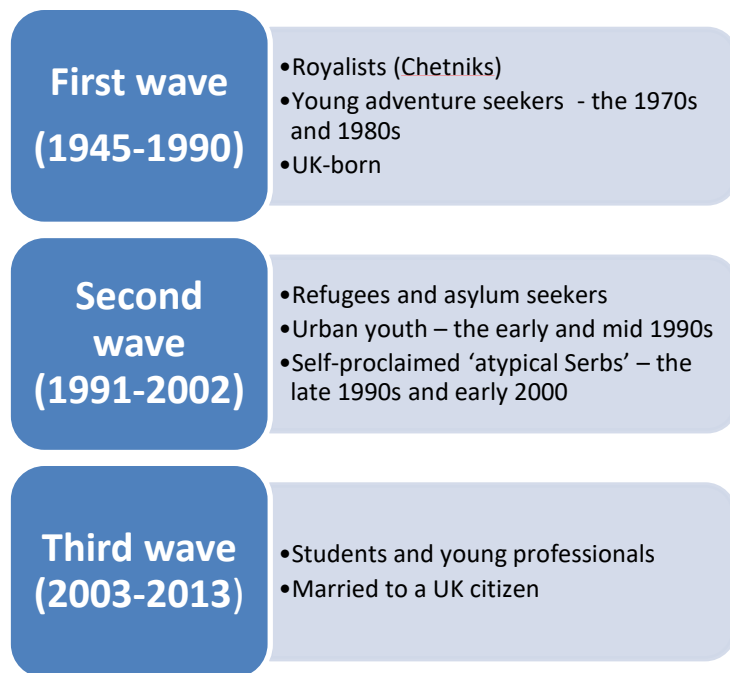 First wave
(1945-1990)
•Royalists (Chetniks)
•Young adventure seekers - the 1970s
and 1980s
•UK-born
Second
wave
(1991-2002)
•Refugees and asylum seekers
•Urban youth – the early and mid 1990s
•Self-proclaimed ‘atypical Serbs’ – the
late 1990s and early 2000
Third wave
(2003-2013)
•Students and young professionals
•Married to a UK citizen